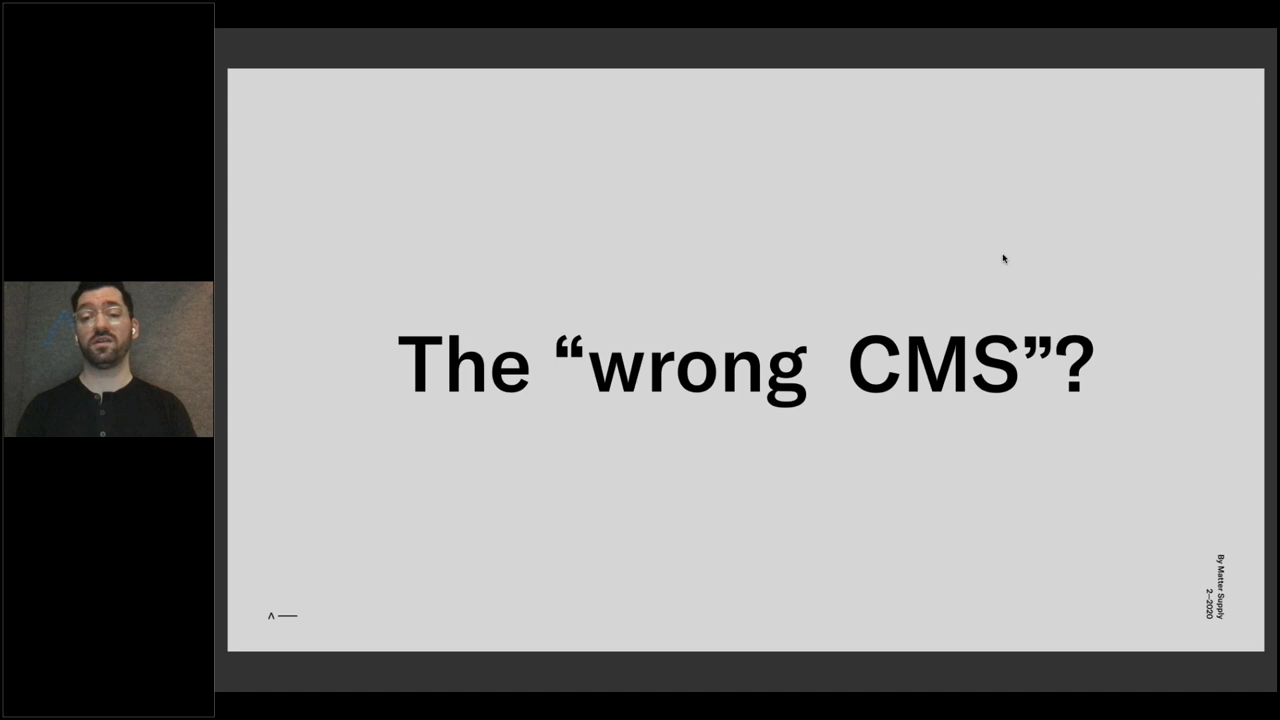 The “wrong  CMS”?
By Matter Supply
2–2020